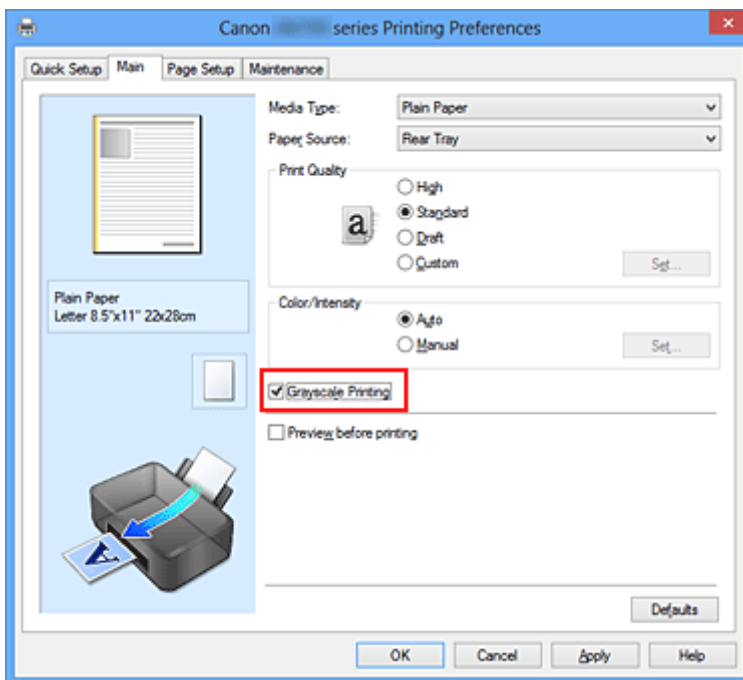 Canon series Printing Preferences
Quick Setup Main Page Setup Maintenance
Media Type: Plain Paper
Paper Source: Rear Tray
Print Quality
High
a Standard
Draft
Custom Set...
Plain Paper
Letter 8.5"x11" 22x28cm
Color/Intensity
Auto
Manual Set...
Grayscale Printing
Preview before printing
A
Defaults
OK Cancel Apply Help